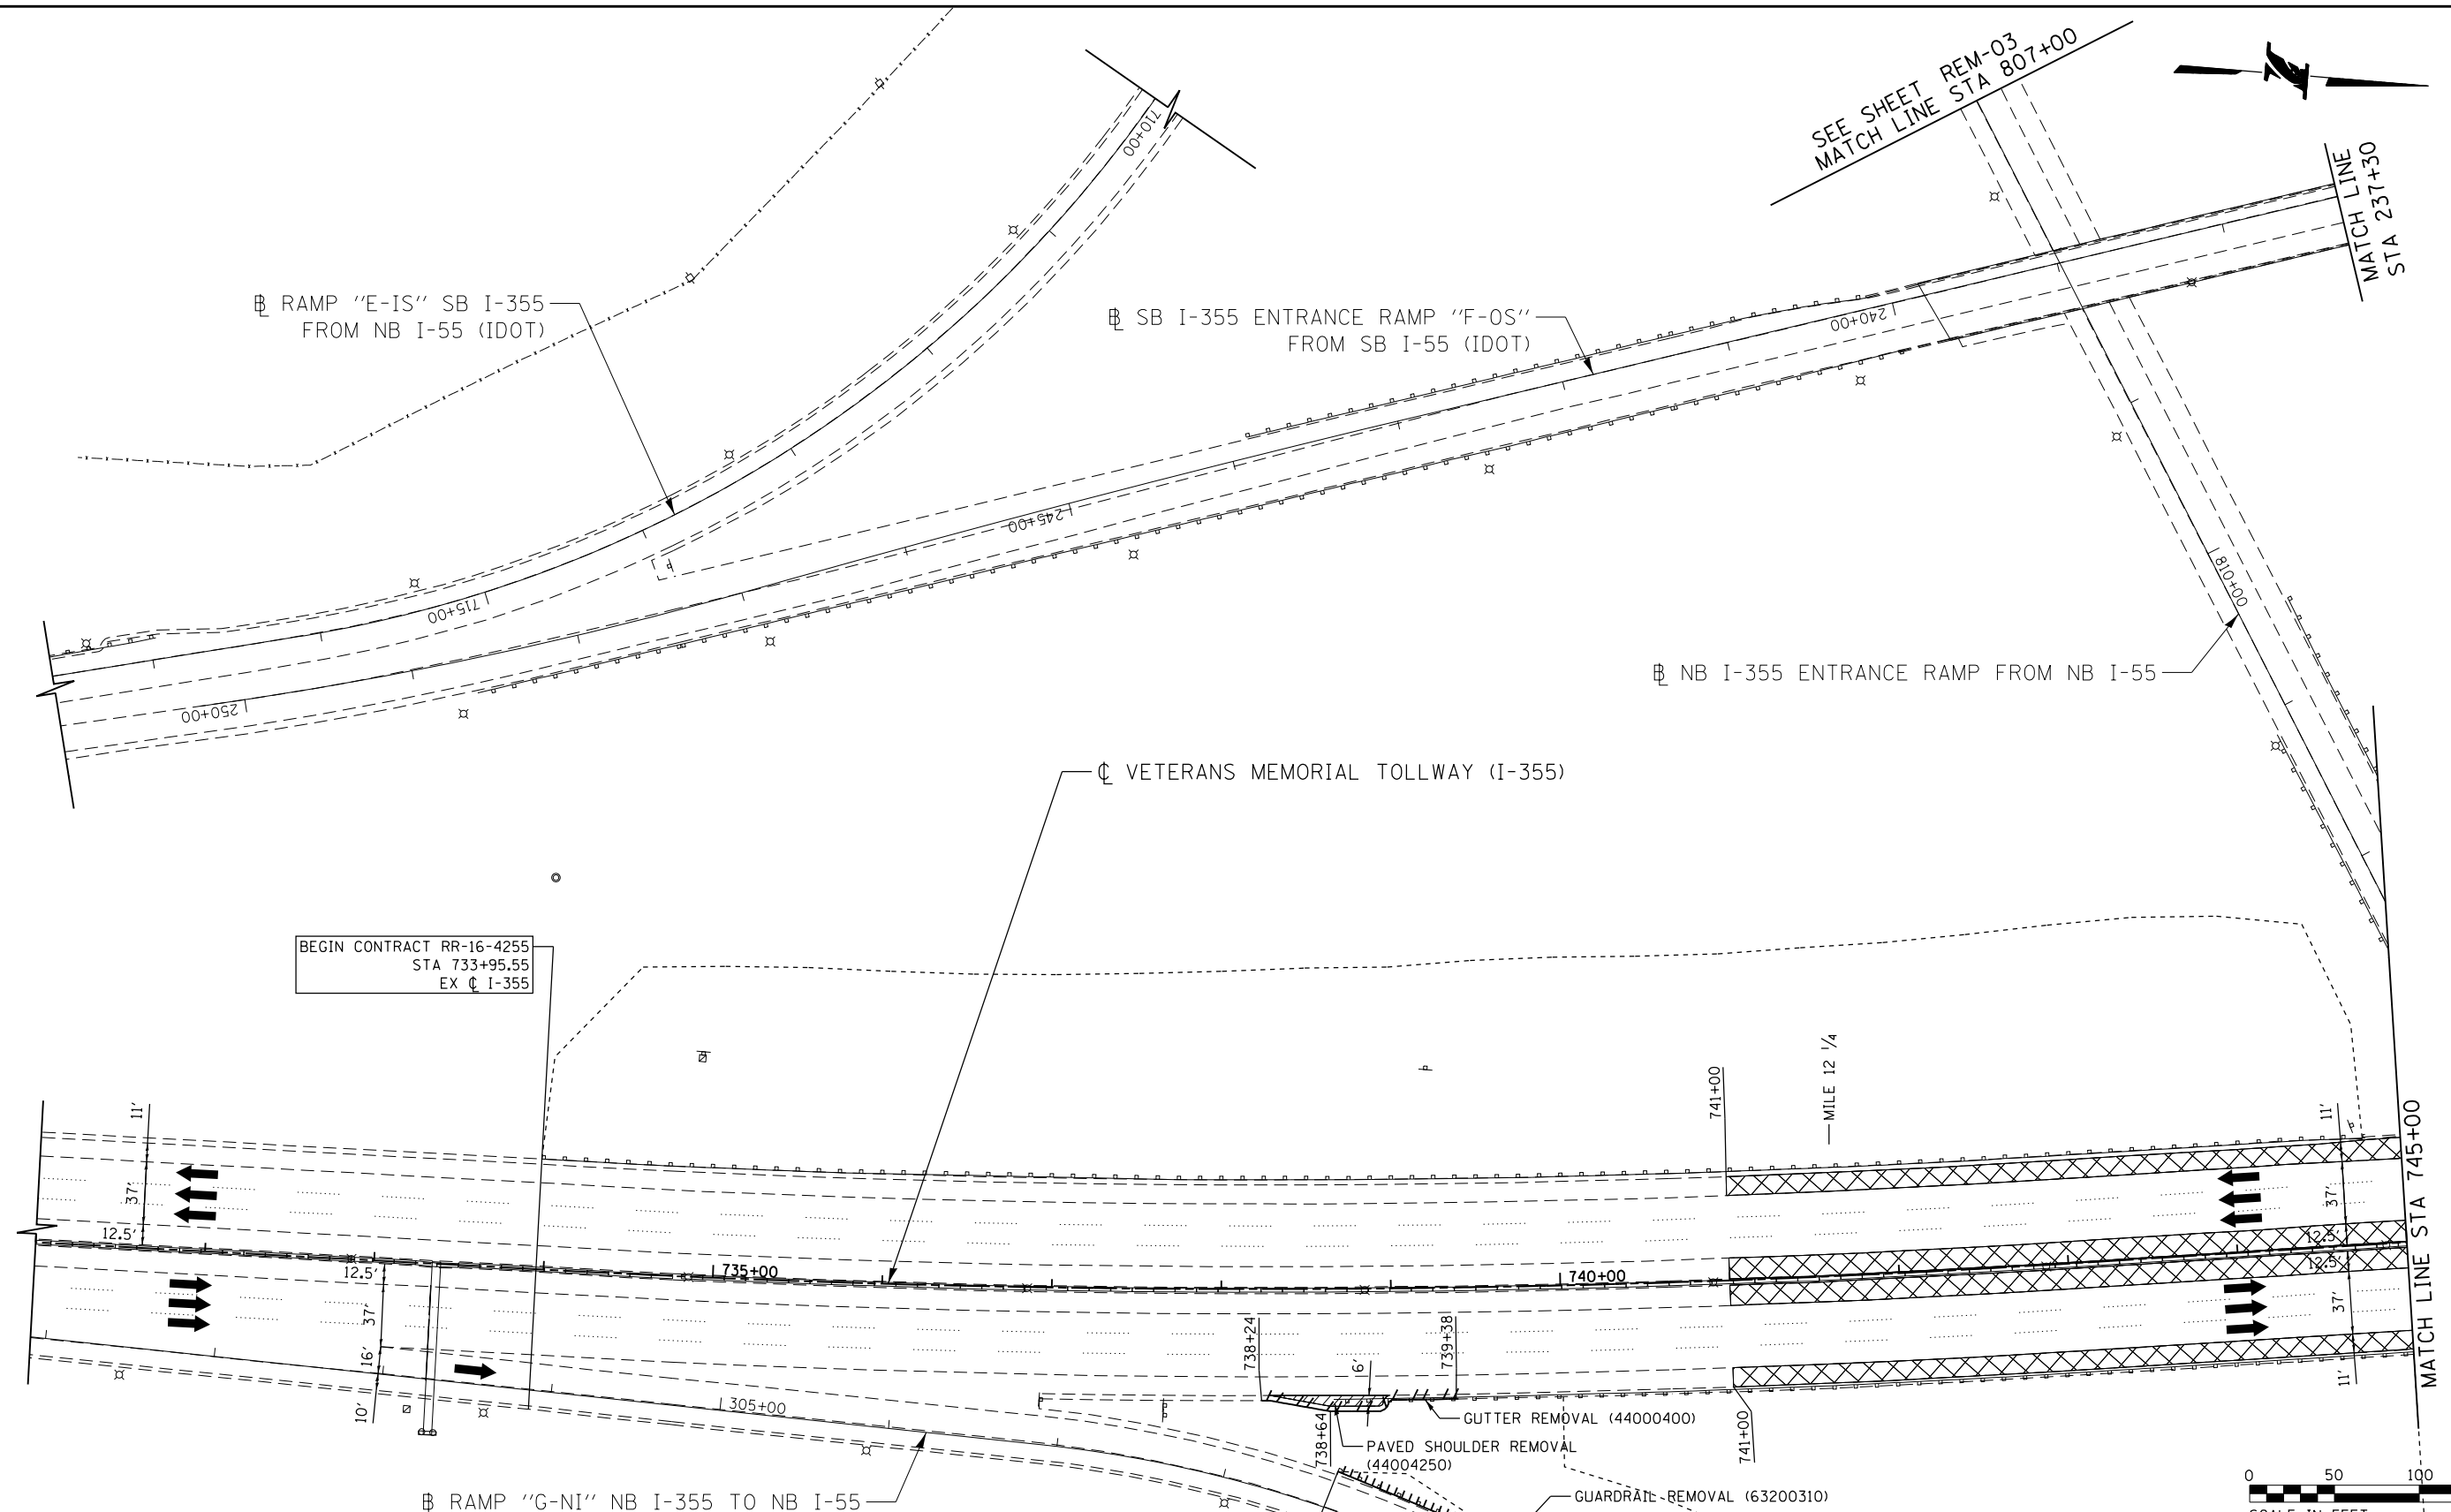 SEE SHEET REM-03
MATCH LINE STA 807+00
MATCH LINE
STA 237+30
710+00
℄ RAMP "E-IS" SB I-355
FROM NB I-55 (IDOT)
℄ SB I-355 ENTRANCE RAMP "F-OS"
FROM SB I-55 (IDOT)
240+00
245+00
715+00
250+00
810+00
℄ NB I-355 ENTRANCE RAMP FROM NB I-55
℄ VETERANS MEMORIAL TOLLWAY (I-355)
BEGIN CONTRACT RR-16-4255
STA 733+95.55
EX ℄ I-355
MILE 12 1/4
741+00
11'
37'
12.5'
12.5'
37'
16'
10'
735+00
740+00
11'
37'
12.5'
12.5'
37'
11'
MATCH LINE STA 745+00
738+24
6'
739+38
738+64
741+00
305+00
GUTTER REMOVAL (44000400)
PAVED SHOULDER REMOVAL
(44004250)
GUARDRAIL REMOVAL (63200310)
℄ RAMP "G-NI" NB I-355 TO NB I-55
0 50 100
SCALE IN FEET